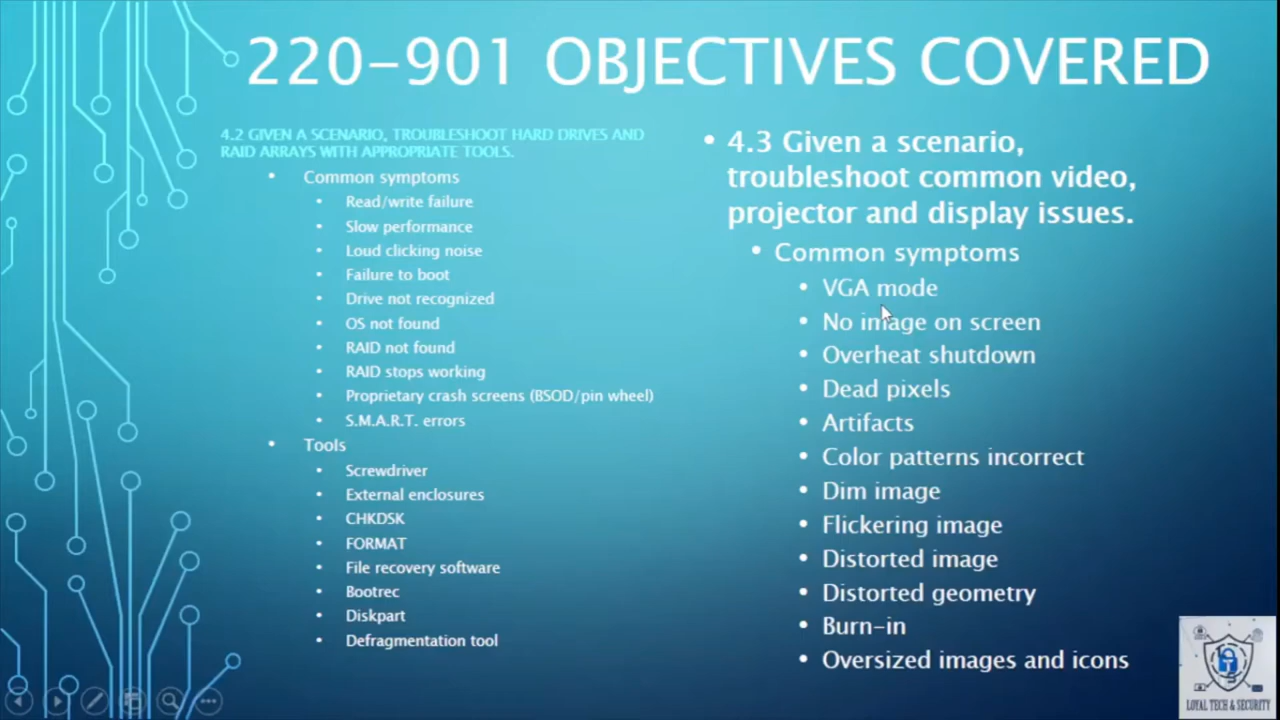 220-901 OBJECTIVES COVERED
4.2 GIVEN A SCENARIO, TROUBLESHOOT HARD DRIVES AND
RAID ARRAYS WITH APPROPRIATE TOOLS.
• Common symptoms
• Read/write failure
• Slow performance
• Loud clicking noise
• Failure to boot
• Drive not recognized
• OS not found
• RAID not found
• RAID stops working
• Proprietary crash screens (BSOD/pin wheel)
• S.M.A.R.T. errors
• Tools
• Screwdriver
• External enclosures
• CHKDSK
• FORMAT
• File recovery software
• Bootrec
• Diskpart
• Defragmentation tool
• 4.3 Given a scenario,
troubleshoot common video,
projector and display issues.
• Common symptoms
• VGA mode
• No image on screen
• Overheat shutdown
• Dead pixels
• Artifacts
• Color patterns incorrect
• Dim image
• Flickering image
• Distorted image
• Distorted geometry
• Burn-in
• Oversized images and icons
LOYAL TECH & SECURITY